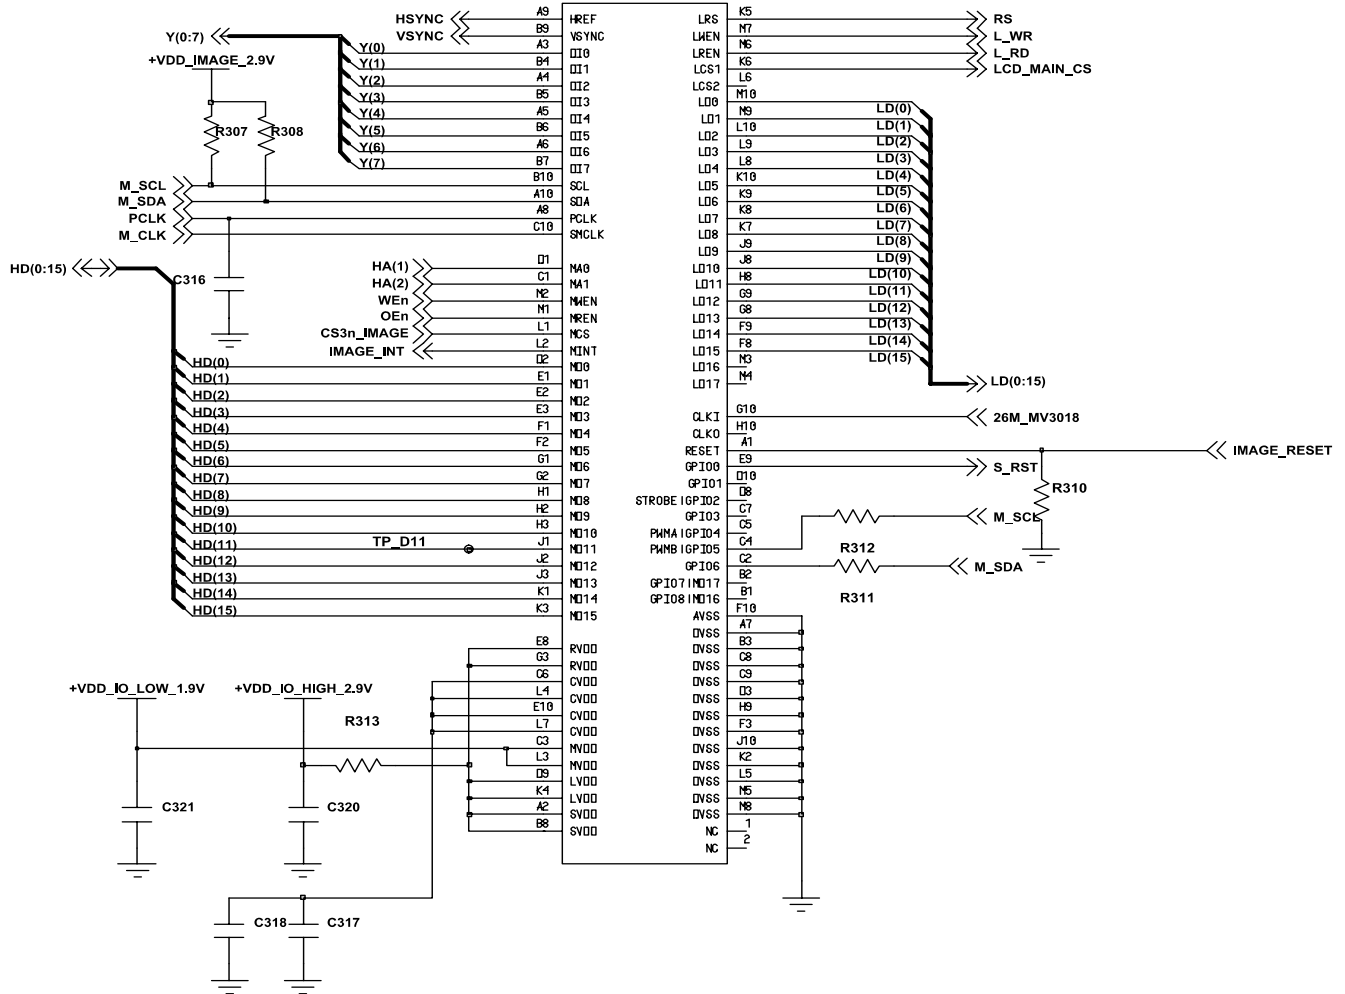 HSYNC A9 HREF LRS K5 RS
VSYNC B9 VSYNC LWEN M7 L_WR
Y(0:7) Y(0) A3 DI0 LREN M6 L_RD
+VDD_IMAGE_2.9V Y(1) B4 DI1 LCS1 K6 LCD_MAIN_CS
Y(2) A4 DI2 LCS2 L6
Y(3) B5 DI3 LD0 M10 LD(0)
Y(4) A5 DI4 LD1 M9 LD(1)
R307 R308 Y(5) B6 DI5 LD2 L10 LD(2)
Y(6) A6 DI6 LD3 L9 LD(3)
Y(7) B7 DI7 LD4 L8 LD(4)
M_SCL B10 SCL LD5 K10 LD(5)
M_SDA A10 SDA LD6 K9 LD(6)
PCLK A8 PCLK LD7 K8 LD(7)
M_CLK C10 SMCLK LD8 K7 LD(8)
LD9 J9 LD(9)
HD(0:15) HA(1) D1 MA0 LD10 J8 LD(10)
C316 HA(2) C1 MA1 LD11 H8 LD(11)
WEn M2 MWEN LD12 G9 LD(12)
OEn M1 MREN LD13 G8 LD(13)
CS3n_IMAGE L1 MCS LD14 F9 LD(14)
IMAGE_INT L2 MINT LD15 F8 LD(15)
HD(0) D2 MD0 LD16 M3
HD(1) E1 MD1 LD17 M4 LD(0:15)
HD(2) E2 MD2
HD(3) E3 MD3 CLKI G10 26M_MV3018
HD(4) F1 MD4 CLKO H10
HD(5) F2 MD5 RESET A1 IMAGE_RESET
HD(6) G1 MD6 GPIO0 E9 S_RST
HD(7) G2 MD7 GPIO1 D10 R310
HD(8) H1 MD8 STROBE|GPIO2 D8
HD(9) H2 MD9 GPIO3 C7 M_SCL
HD(10) H3 MD10 PWMA|GPIO4 C5
HD(11) TP_D11 J1 MD11 PWMB|GPIO5 C4 R312
HD(12) J2 MD12 GPIO6 C2 M_SDA
HD(13) J3 MD13 GPIO7|MD17 B2
HD(14) K1 MD14 GPIO8|MD16 B1 R311
HD(15) K3 MD15 AVSS F10
DVSS A7
E8 RVDD DVSS B3
G3 RVDD DVSS C8
+VDD_IO_LOW_1.9V +VDD_IO_HIGH_2.9V C6 CVDD DVSS C9
L4 CVDD DVSS D3
E10 CVDD DVSS H9
R313 L7 CVDD DVSS F3
C3 MVDD DVSS J10
L3 MVDD DVSS K2
D9 LVDD DVSS L5
K4 LVDD DVSS M5
C321 C320 A2 SVDD DVSS M8
B8 SVDD NC 1
NC 2
C318 C317